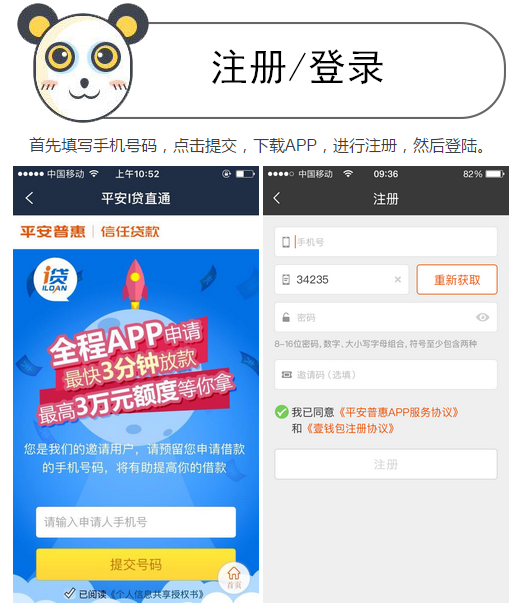 注册/登录
首先填写手机号码，点击提交，下载APP，进行注册，然后登陆。
中国移动 上午10:52
平安i贷直通
平安普惠 | 信任贷款
i贷
iLOAN
全程APP申请
最快3分钟放款
最高3万元额度等你拿
您是我们的邀请用户，请预留您申请借款
的手机号码，将有助提高你的借款
请输入申请人手机号
提交号码
首页
已阅读《个人信息共享授权书》
中国移动 09:36 82%
注册
手机号
34235 × 重新获取
密码
8-16位密码, 数字、大小写字母组合, 符号至少包含两种
邀请码（选填）
我已同意《平安普惠APP服务协议》
和《壹钱包注册协议》
注册